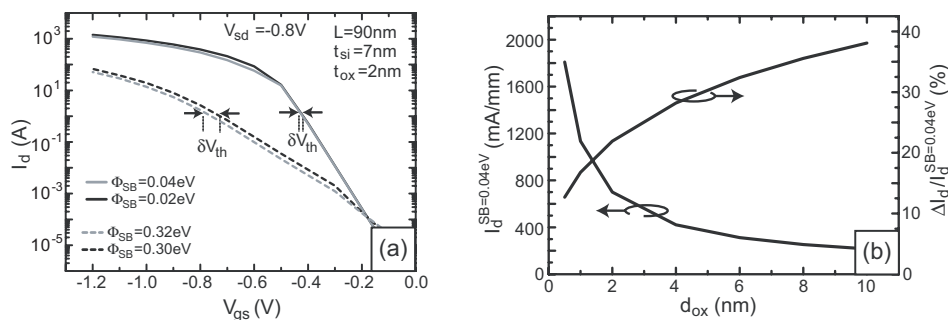 V_sd =-0.8V
L=90nm
t_si=7nm
t_ox=2nm
I_d (A)
10^3
10^1
10^-1
10^-3
10^-5
δV_th
δV_th
Φ_SB=0.04eV
Φ_SB=0.02eV
Φ_SB=0.32eV
Φ_SB=0.30eV
(a)
-1.2 -1.0 -0.8 -0.6 -0.4 -0.2 0.0
V_gs (V)
I_d^SB=0.04eV (mA/mm)
2000
1600
1200
800
400
0
40
30
20
10
0
ΔI_d/I_d^SB=0.04eV (%)
(b)
0 2 4 6 8 10
d_ox (nm)